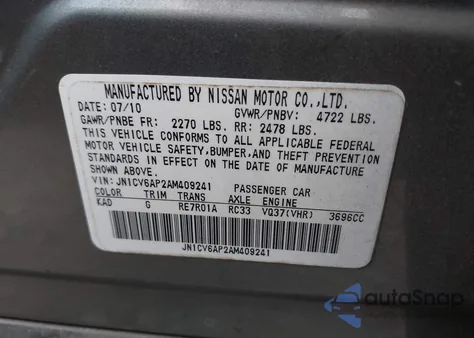 MANUFACTURED BY NISSAN MOTOR CO.,LTD.
DATE: 07/10 GVWR/PNBV: 4722 LBS.
GAWR/PNBE FR: 2270 LBS. RR: 2478 LBS.
THIS VEHICLE CONFORMS TO ALL APPLICABLE FEDERAL
MOTOR VEHICLE SAFETY,BUMPER,AND THEFT PREVENTION
STANDARDS IN EFFECT ON THE DATE OF MANUFACTURE
SHOWN ABOVE.
VIN: JN1CV6AP2AM409241 PASSENGER CAR
COLOR TRIM TRANS AXLE ENGINE
KAD G RE7R01A RC33 VQ37(VHR) 3696CC
JN1CV6AP2AM409241
autoSnap